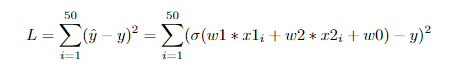 L = \sum_{i=1}^{50} (\hat{y} - y)^2 = \sum_{i=1}^{50} (\sigma(w1 * x1_i + w2 * x2_i + w0) - y)^2